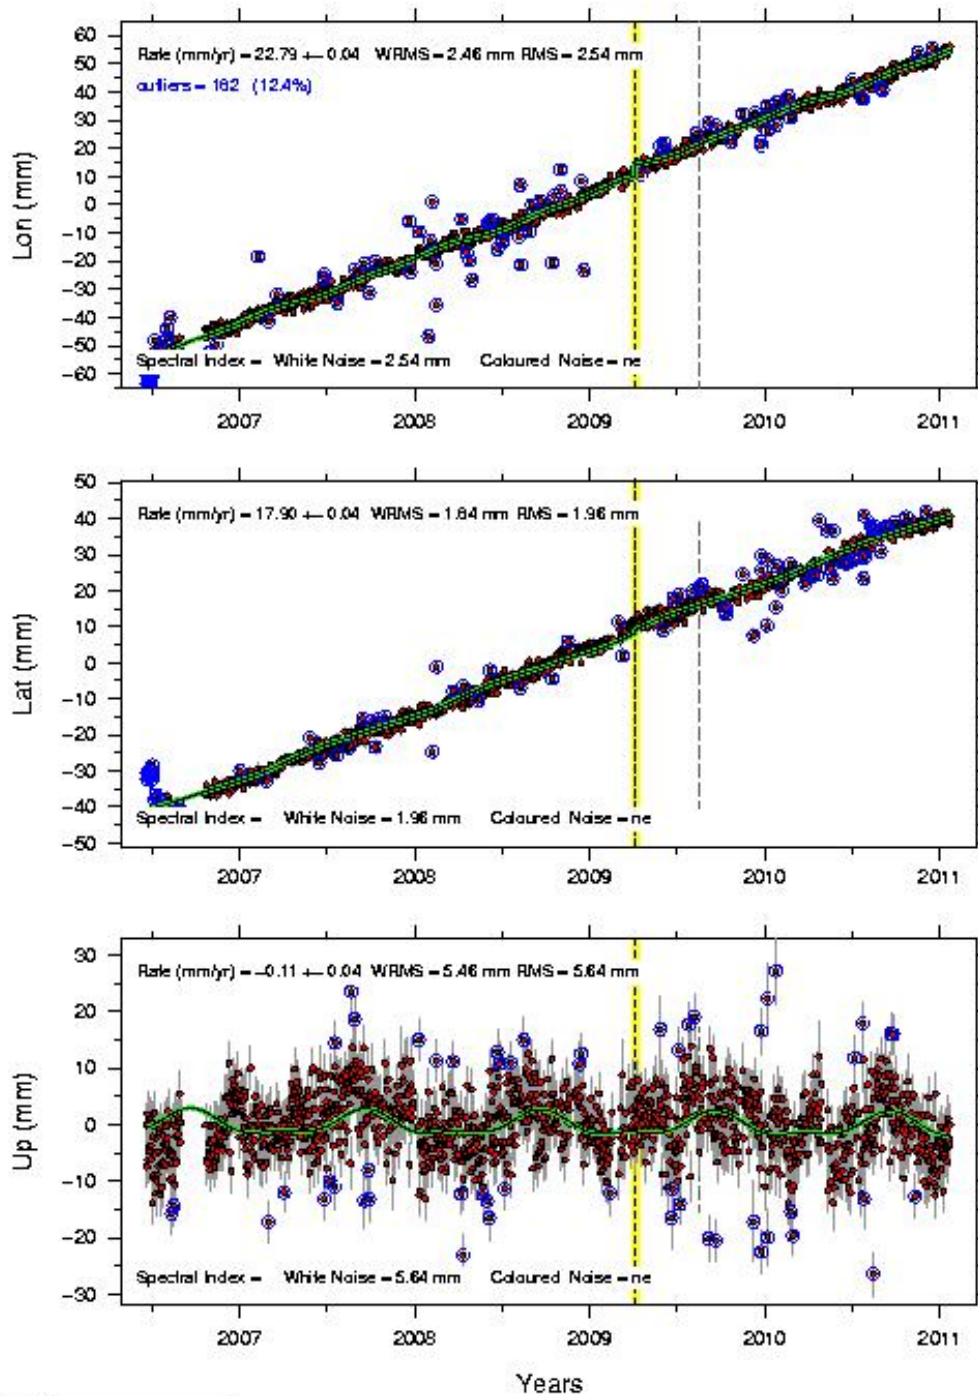 60
50
40
30
20
10
0
−10
−20
−30
−40
−50
−60
Lon (mm)
Rate (mm/yr) = 22.79 +− 0.04 WRMS = 2.46 mm RMS = 2.54 mm
outliers = 162 (12.4%)
Spectral Index = White Noise = 2.54 mm Coloured Noise = ne
2007 2008 2009 2010 2011
50
40
30
20
10
0
−10
−20
−30
−40
−50
Lat (mm)
Rate (mm/yr) = 17.90 +− 0.04 WRMS = 1.84 mm RMS = 1.96 mm
Spectral Index = White Noise = 1.96 mm Coloured Noise = ne
2007 2008 2009 2010 2011
30
20
10
0
−10
−20
−30
Up (mm)
Rate (mm/yr) = −0.11 +− 0.04 WRMS = 5.46 mm RMS = 5.64 mm
Spectral Index = White Noise = 5.64 mm Coloured Noise = ne
2007 2008 2009 2010 2011
Years